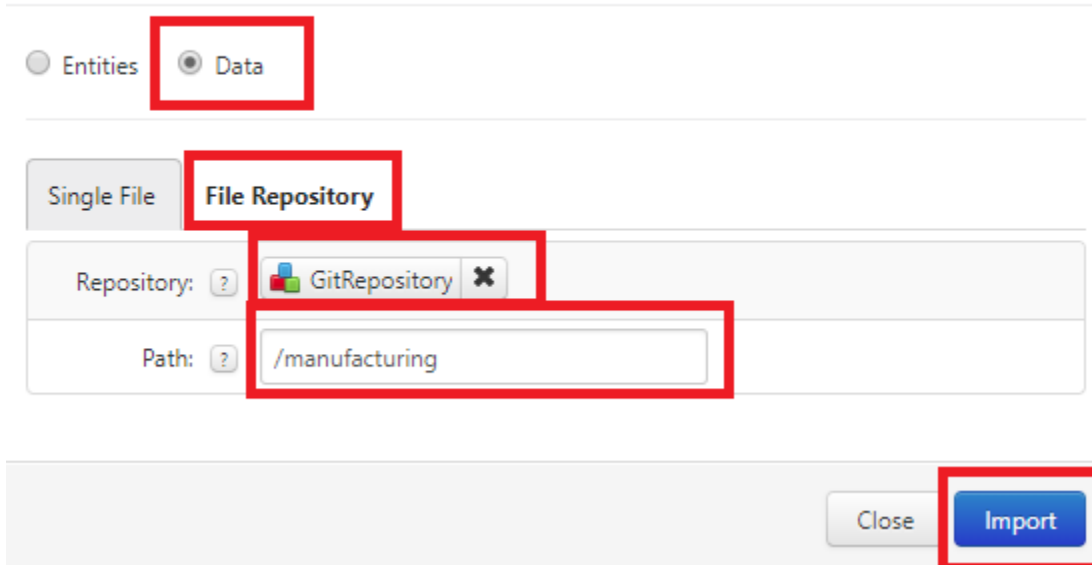 Entities Data
Single File File Repository
Repository: ? GitRepository ✖
Path: ? /manufacturing
Close Import